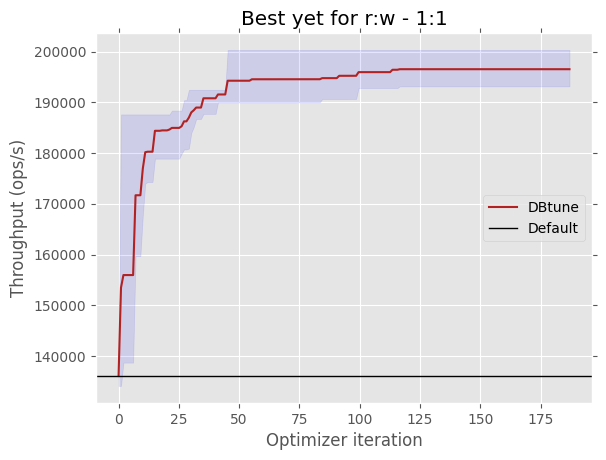 Best yet for r:w - 1:1
Throughput (ops/s)
200000
190000
180000
170000
160000
150000
140000
DBtune
Default
0 25 50 75 100 125 150 175
Optimizer iteration